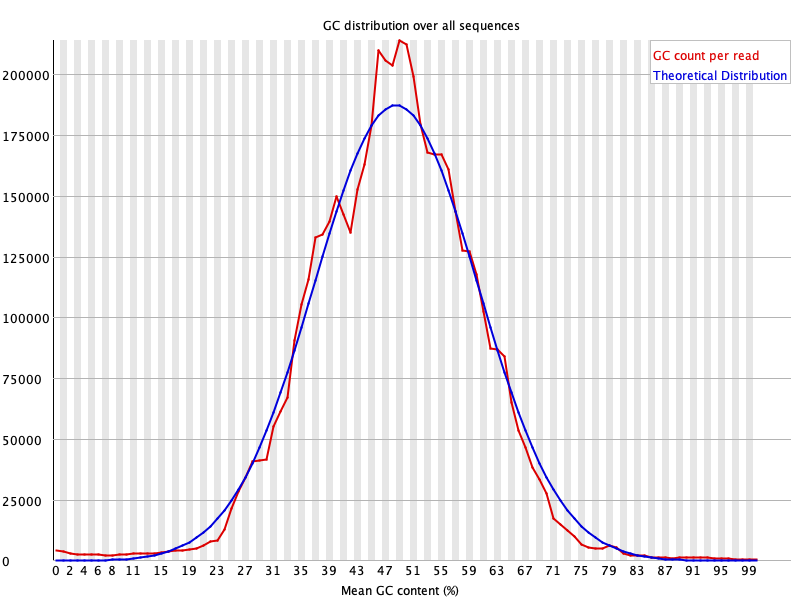 GC distribution over all sequences
GC count per read
Theoretical Distribution
200000
175000
150000
125000
100000
75000
50000
25000
0
0 2 4 6 8 11 15 19 23 27 31 35 39 43 47 51 55 59 63 67 71 75 79 83 87 91 95 99
Mean GC content (%)